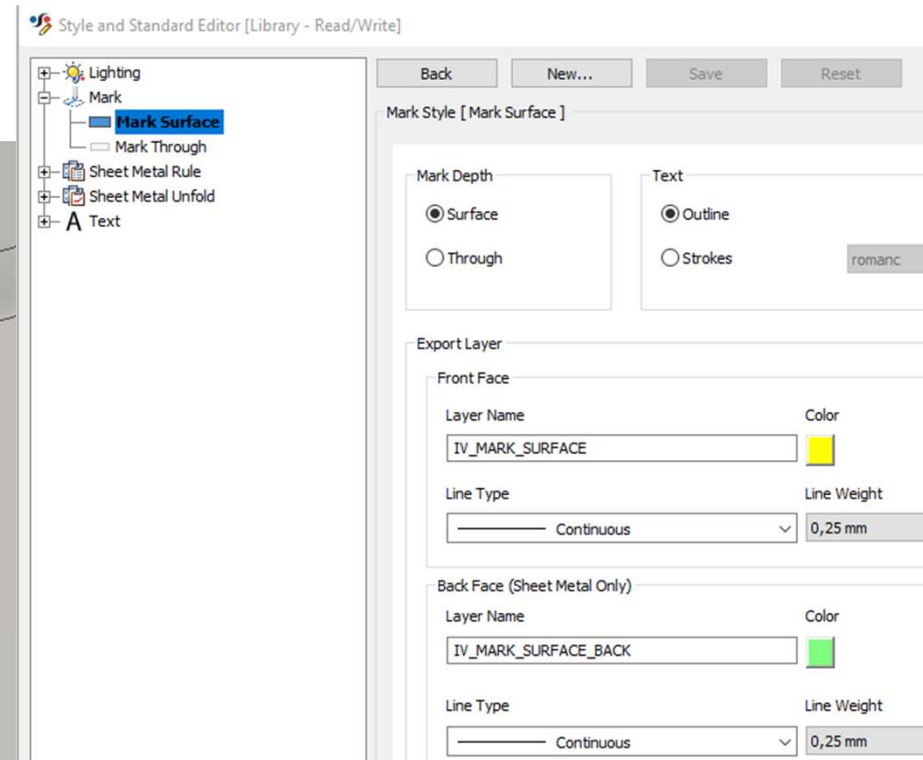 Style and Standard Editor [Library - Read/Write]
Lighting
Mark
Mark Surface
Mark Through
Sheet Metal Rule
Sheet Metal Unfold
A Text
Back New... Save Reset
Mark Style [ Mark Surface ]
Mark Depth
Surface
Through
Text
Outline
Strokes romanc
Export Layer
Front Face
Layer Name Color
IV_MARK_SURFACE
Line Type Line Weight
Continuous 0,25 mm
Back Face (Sheet Metal Only)
Layer Name Color
IV_MARK_SURFACE_BACK
Line Type Line Weight
Continuous 0,25 mm